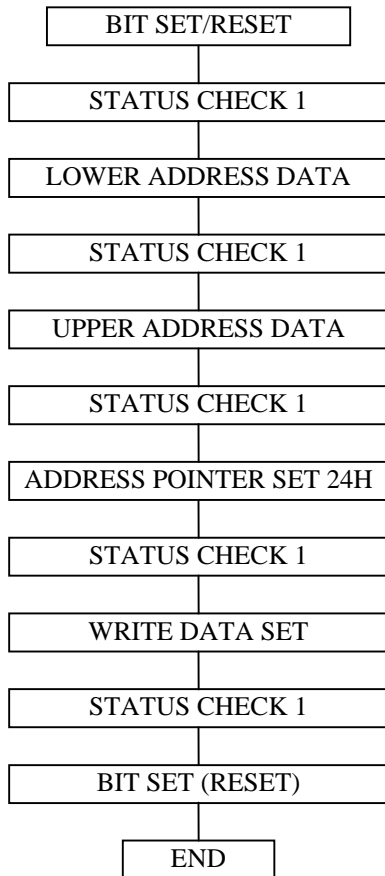 BIT SET/RESET
STATUS CHECK 1
LOWER ADDRESS DATA
STATUS CHECK 1
UPPER ADDRESS DATA
STATUS CHECK 1
ADDRESS POINTER SET 24H
STATUS CHECK 1
WRITE DATA SET
STATUS CHECK 1
BIT SET (RESET)
END